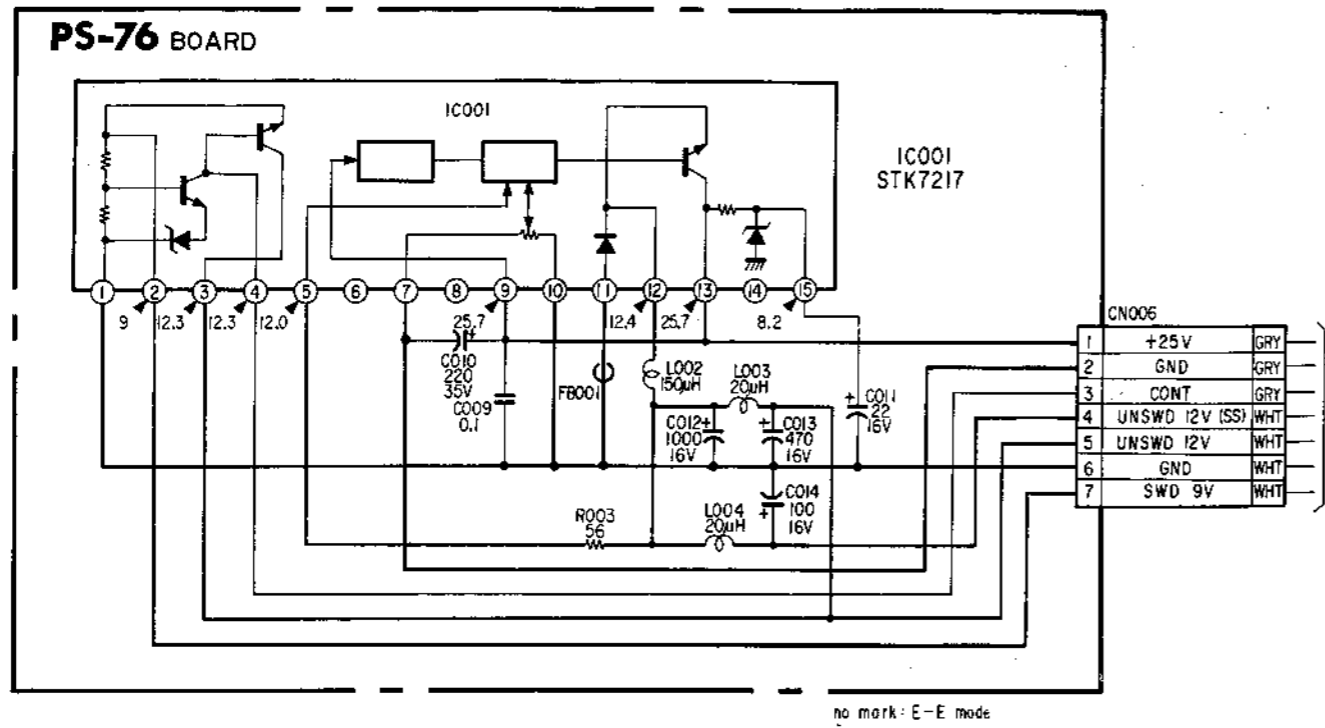 PS-76 BOARD
IC001
IC001
STK7217
1 2 3 4 5 6 7 8 9 10 11 12 13 14 15
9 12.3 12.3 12.0 25.7 12.4 25.7 8.2
C010
220
35V
C009
0.1
FB001
L002
150µH
L003
20µH
C012
1000
16V
C013
470
16V
C011
22
16V
C014
100
16V
R003
56
L004
20µH
CN006
1 +25V GRY
2 GND GRY
3 CONT GRY
4 UNSWD 12V (SS) WHT
5 UNSWD 12V WHT
6 GND WHT
7 SWD 9V WHT
no mark: E-E mode